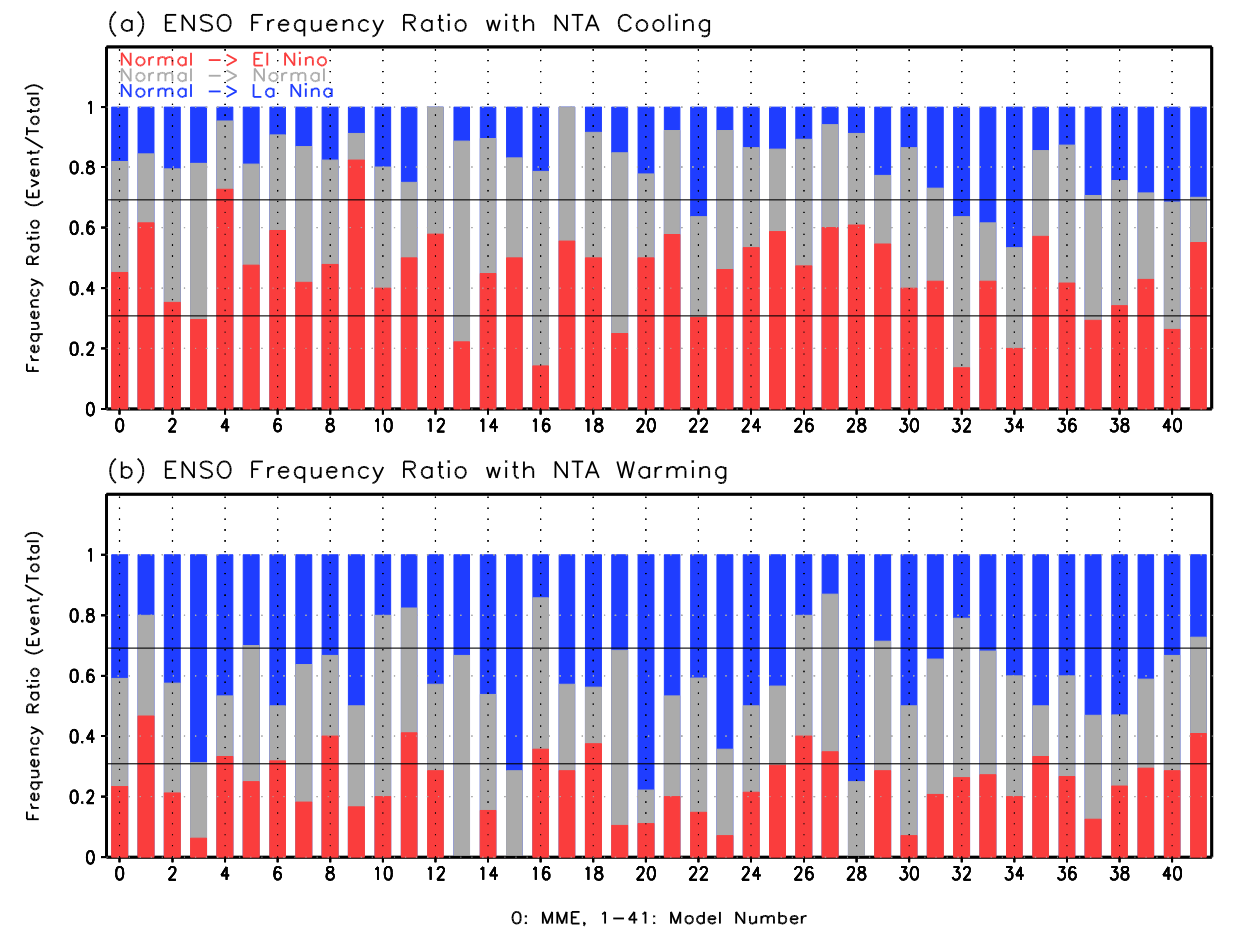 (a) ENSO Frequency Ratio with NTA Cooling
Normal -> El Nino
Normal -> Normal
Normal -> La Nina
Frequency Ratio (Event/Total)
1
0.8
0.6
0.4
0.2
0
0 2 4 6 8 10 12 14 16 18 20 22 24 26 28 30 32 34 36 38 40
(b) ENSO Frequency Ratio with NTA Warming
Frequency Ratio (Event/Total)
1
0.8
0.6
0.4
0.2
0
0 2 4 6 8 10 12 14 16 18 20 22 24 26 28 30 32 34 36 38 40
0: MME, 1-41: Model Number